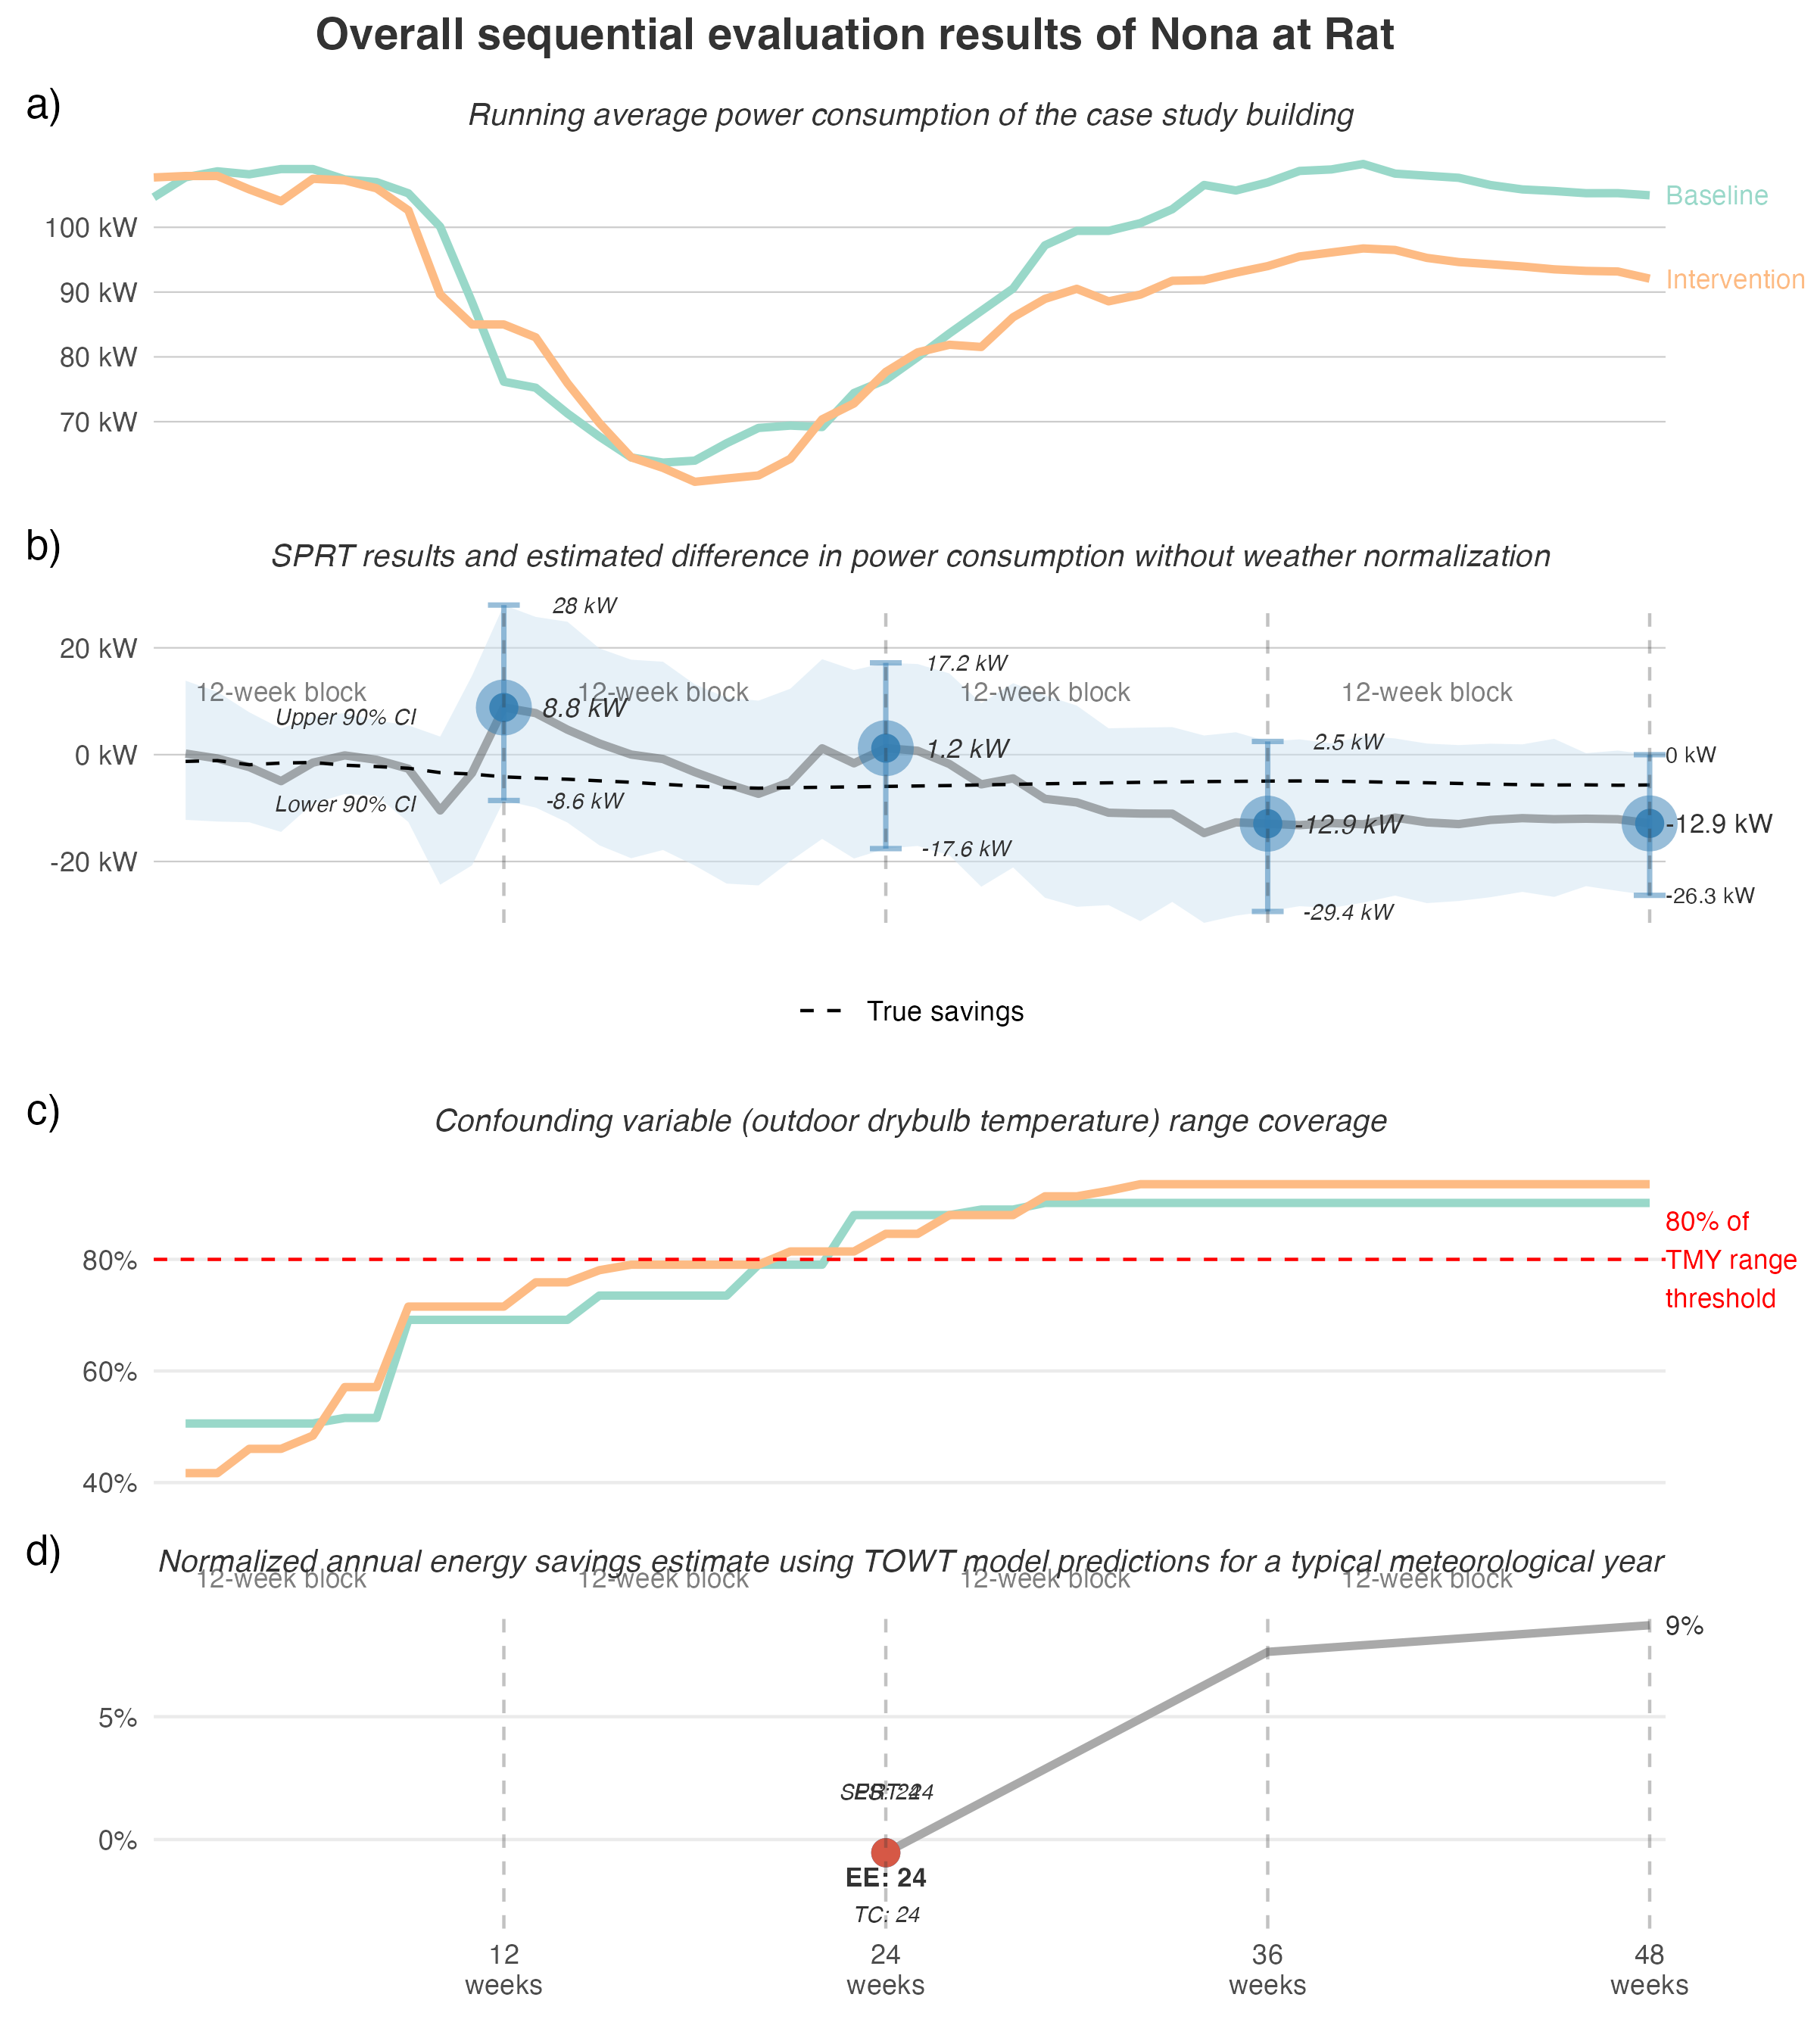 Overall sequential evaluation results of Nona at Rat
a)
Running average power consumption of the case study building
100 kW
90 kW
80 kW
70 kW
Baseline
Intervention
b)
SPRT results and estimated difference in power consumption without weather normalization
20 kW
0 kW
-20 kW
12-week block
12-week block
12-week block
12-week block
Upper 90% CI
Lower 90% CI
28 kW
8.8 kW
-8.6 kW
17.2 kW
1.2 kW
-17.6 kW
2.5 kW
-12.9 kW
-29.4 kW
0 kW
-12.9 kW
-26.3 kW
True savings
c)
Confounding variable (outdoor drybulb temperature) range coverage
80%
60%
40%
80% of
TMY range
threshold
d)
Normalized annual energy savings estimate using TOWT model predictions for a typical meteorological year
12-week block
12-week block
12-week block
12-week block
5%
0%
9%
SPRT: 24
EE: 24
TC: 24
12
weeks
24
weeks
36
weeks
48
weeks